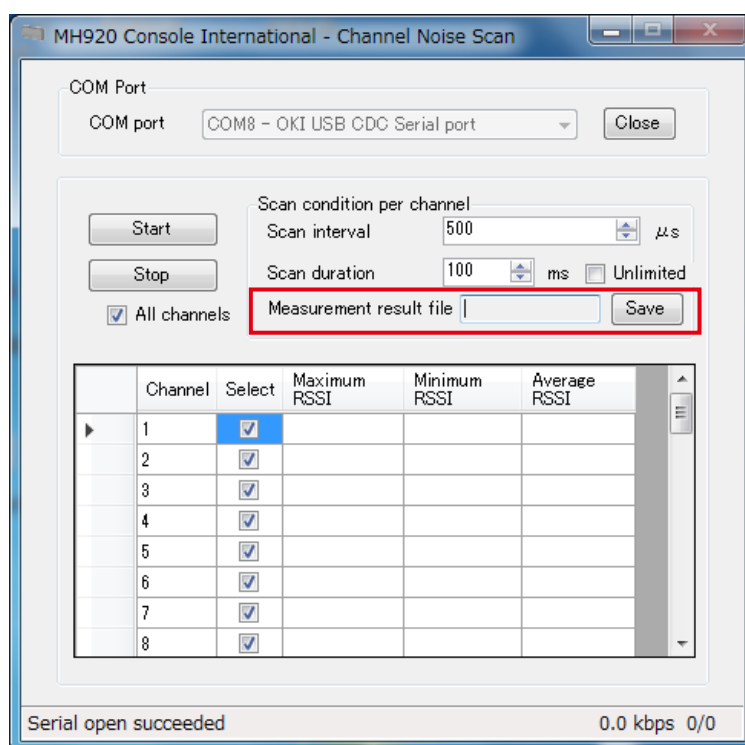 MH920 Console International - Channel Noise Scan
COM Port
COM port COM8 - OKI USB CDC Serial port Close
Scan condition per channel
Start Scan interval 500 μs
Stop Scan duration 100 ms Unlimited
All channels Measurement result file Save
Channel Select Maximum RSSI Minimum RSSI Average RSSI
1
2
3
4
5
6
7
8
Serial open succeeded 0.0 kbps 0/0